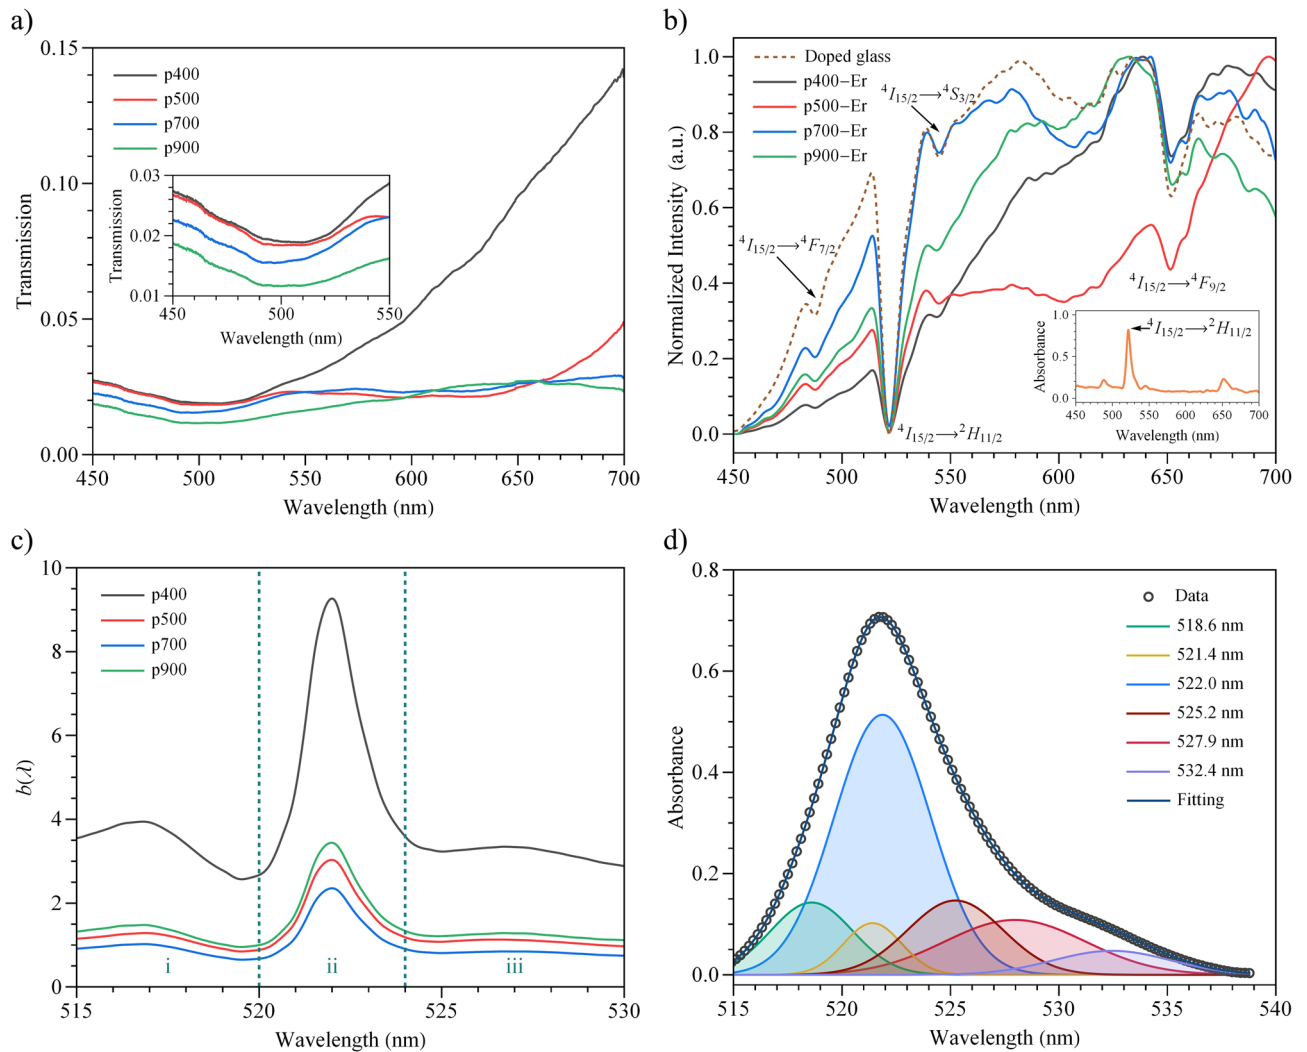 a)
0.15
0.10
0.05
0.00
Transmission
p400
p500
p700
p900
0.03
0.02
0.01
Transmission
450 500 550
Wavelength (nm)
450 500 550 600 650 700
Wavelength (nm)
b)
1.0
0.8
0.6
0.4
0.2
0.0
Normalized Intensity (a.u.)
Doped glass
p400−Er
p500−Er
p700−Er
p900−Er
⁴I₁₅/₂→⁴S₃/₂
⁴I₁₅/₂→⁴F₇/₂
⁴I₁₅/₂→⁴F₉/₂
⁴I₁₅/₂→²H₁₁/₂
1.0
0.5
0.0
Absorbance
⁴I₁₅/₂→²H₁₁/₂
450 500 550 600 650 700
Wavelength (nm)
450 500 550 600 650 700
Wavelength (nm)
c)
10
8
6
4
2
0
b(λ)
p400
p500
p700
p900
i ii iii
515 520 525 530
Wavelength (nm)
d)
0.8
0.6
0.4
0.2
0.0
Absorbance
Data
518.6 nm
521.4 nm
522.0 nm
525.2 nm
527.9 nm
532.4 nm
Fitting
515 520 525 530 535 540
Wavelength (nm)